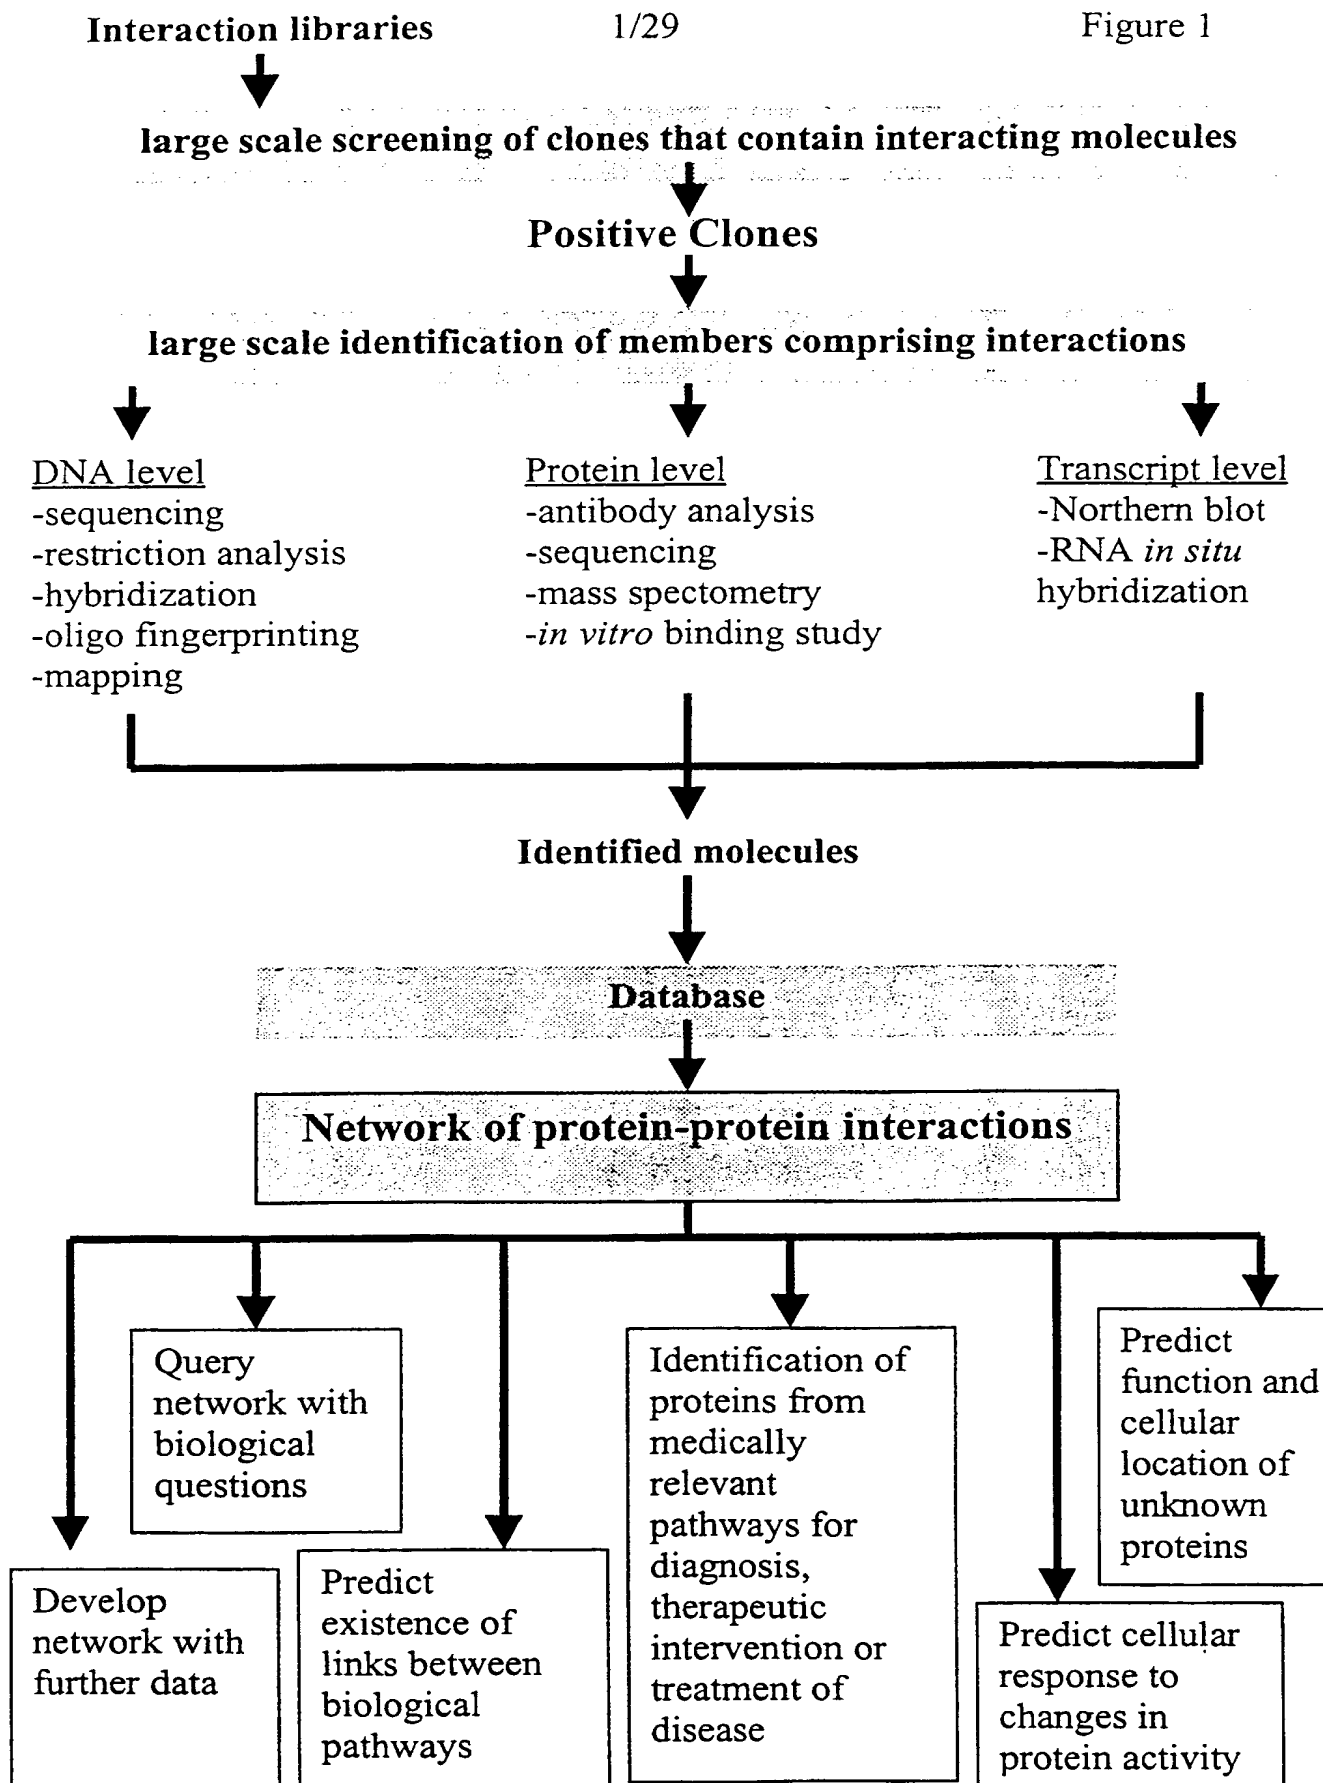 Interaction libraries
1/29
Figure 1
large scale screening of clones that contain interacting molecules
Positive Clones
large scale identification of members comprising interactions
DNA level
-sequencing
-restriction analysis
-hybridization
-oligo fingerprinting
-mapping
Protein level
-antibody analysis
-sequencing
-mass spectometry
-in vitro binding study
Transcript level
-Northern blot
-RNA in situ
hybridization
Identified molecules
Database
Network of protein-protein interactions
Develop
network with
further data
Query
network with
biological
questions
Predict
existence of
links between
biological
pathways
Identification of
proteins from
medically
relevant
pathways for
diagnosis,
therapeutic
intervention or
treatment of
disease
Predict cellular
response to
changes in
protein activity
Predict
function and
cellular
location of
unknown
proteins